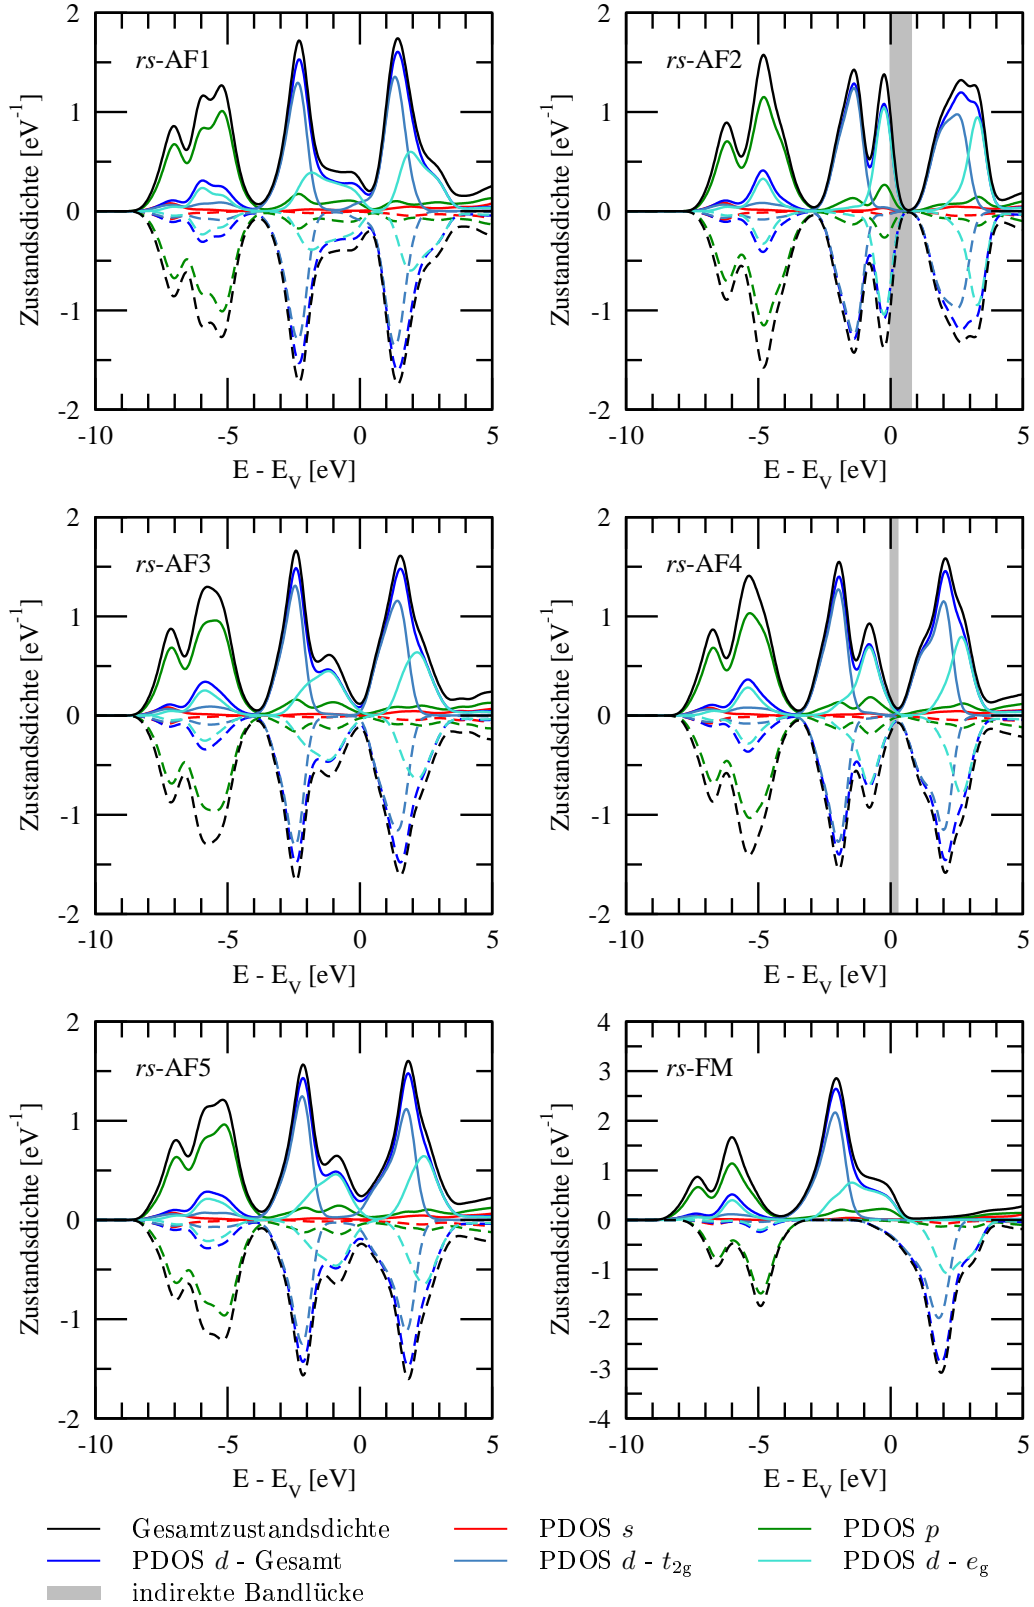 2
1
0
-1
-2
-10
-5
0
5
Zustandsdichte [eV⁻¹]
E - E_V [eV]
rs-AF1
2
1
0
-1
-2
-10
-5
0
5
Zustandsdichte [eV⁻¹]
E - E_V [eV]
rs-AF2
2
1
0
-1
-2
-10
-5
0
5
Zustandsdichte [eV⁻¹]
E - E_V [eV]
rs-AF3
2
1
0
-1
-2
-10
-5
0
5
Zustandsdichte [eV⁻¹]
E - E_V [eV]
rs-AF4
2
1
0
-1
-2
-10
-5
0
5
Zustandsdichte [eV⁻¹]
E - E_V [eV]
rs-AF5
4
3
2
1
0
-1
-2
-3
-4
-10
-5
0
5
Zustandsdichte [eV⁻¹]
E - E_V [eV]
rs-FM
Gesamtzustandsdichte
PDOS s
PDOS p
PDOS d - Gesamt
PDOS d - t_2g
PDOS d - e_g
indirekte Bandlücke